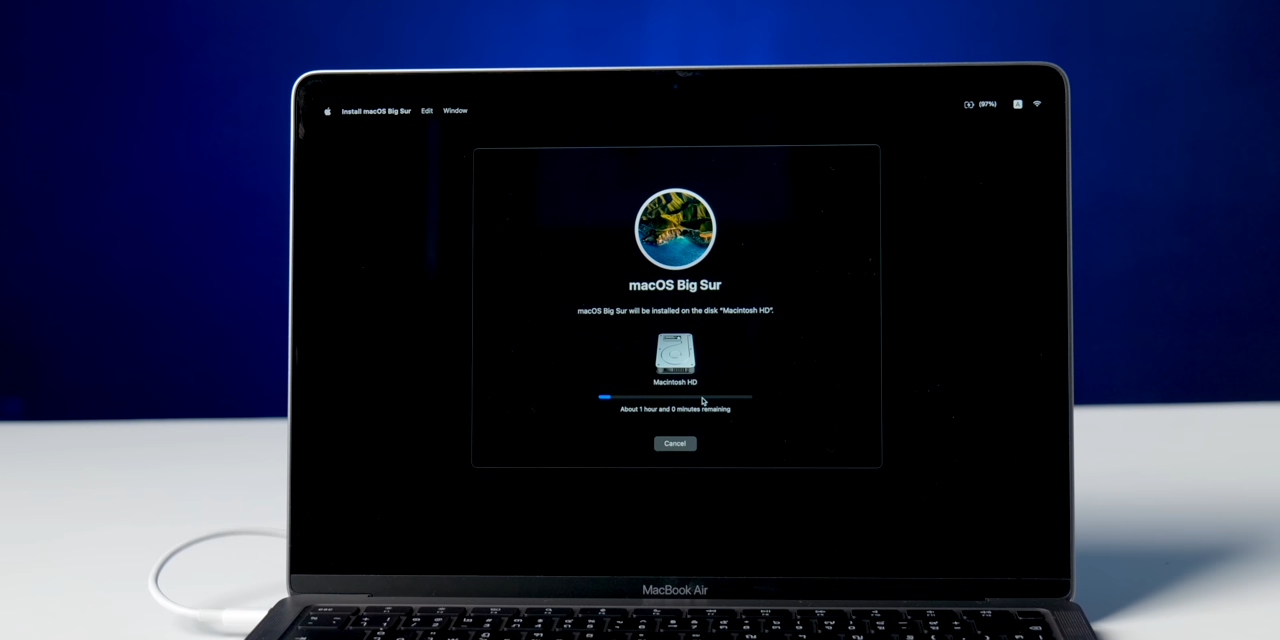 Install macOS Big Sur Edit Window
(97%) A
macOS Big Sur
macOS Big Sur will be installed on the disk "Macintosh HD".
Macintosh HD
About 1 hour and 0 minutes remaining
Cancel
MacBook Air